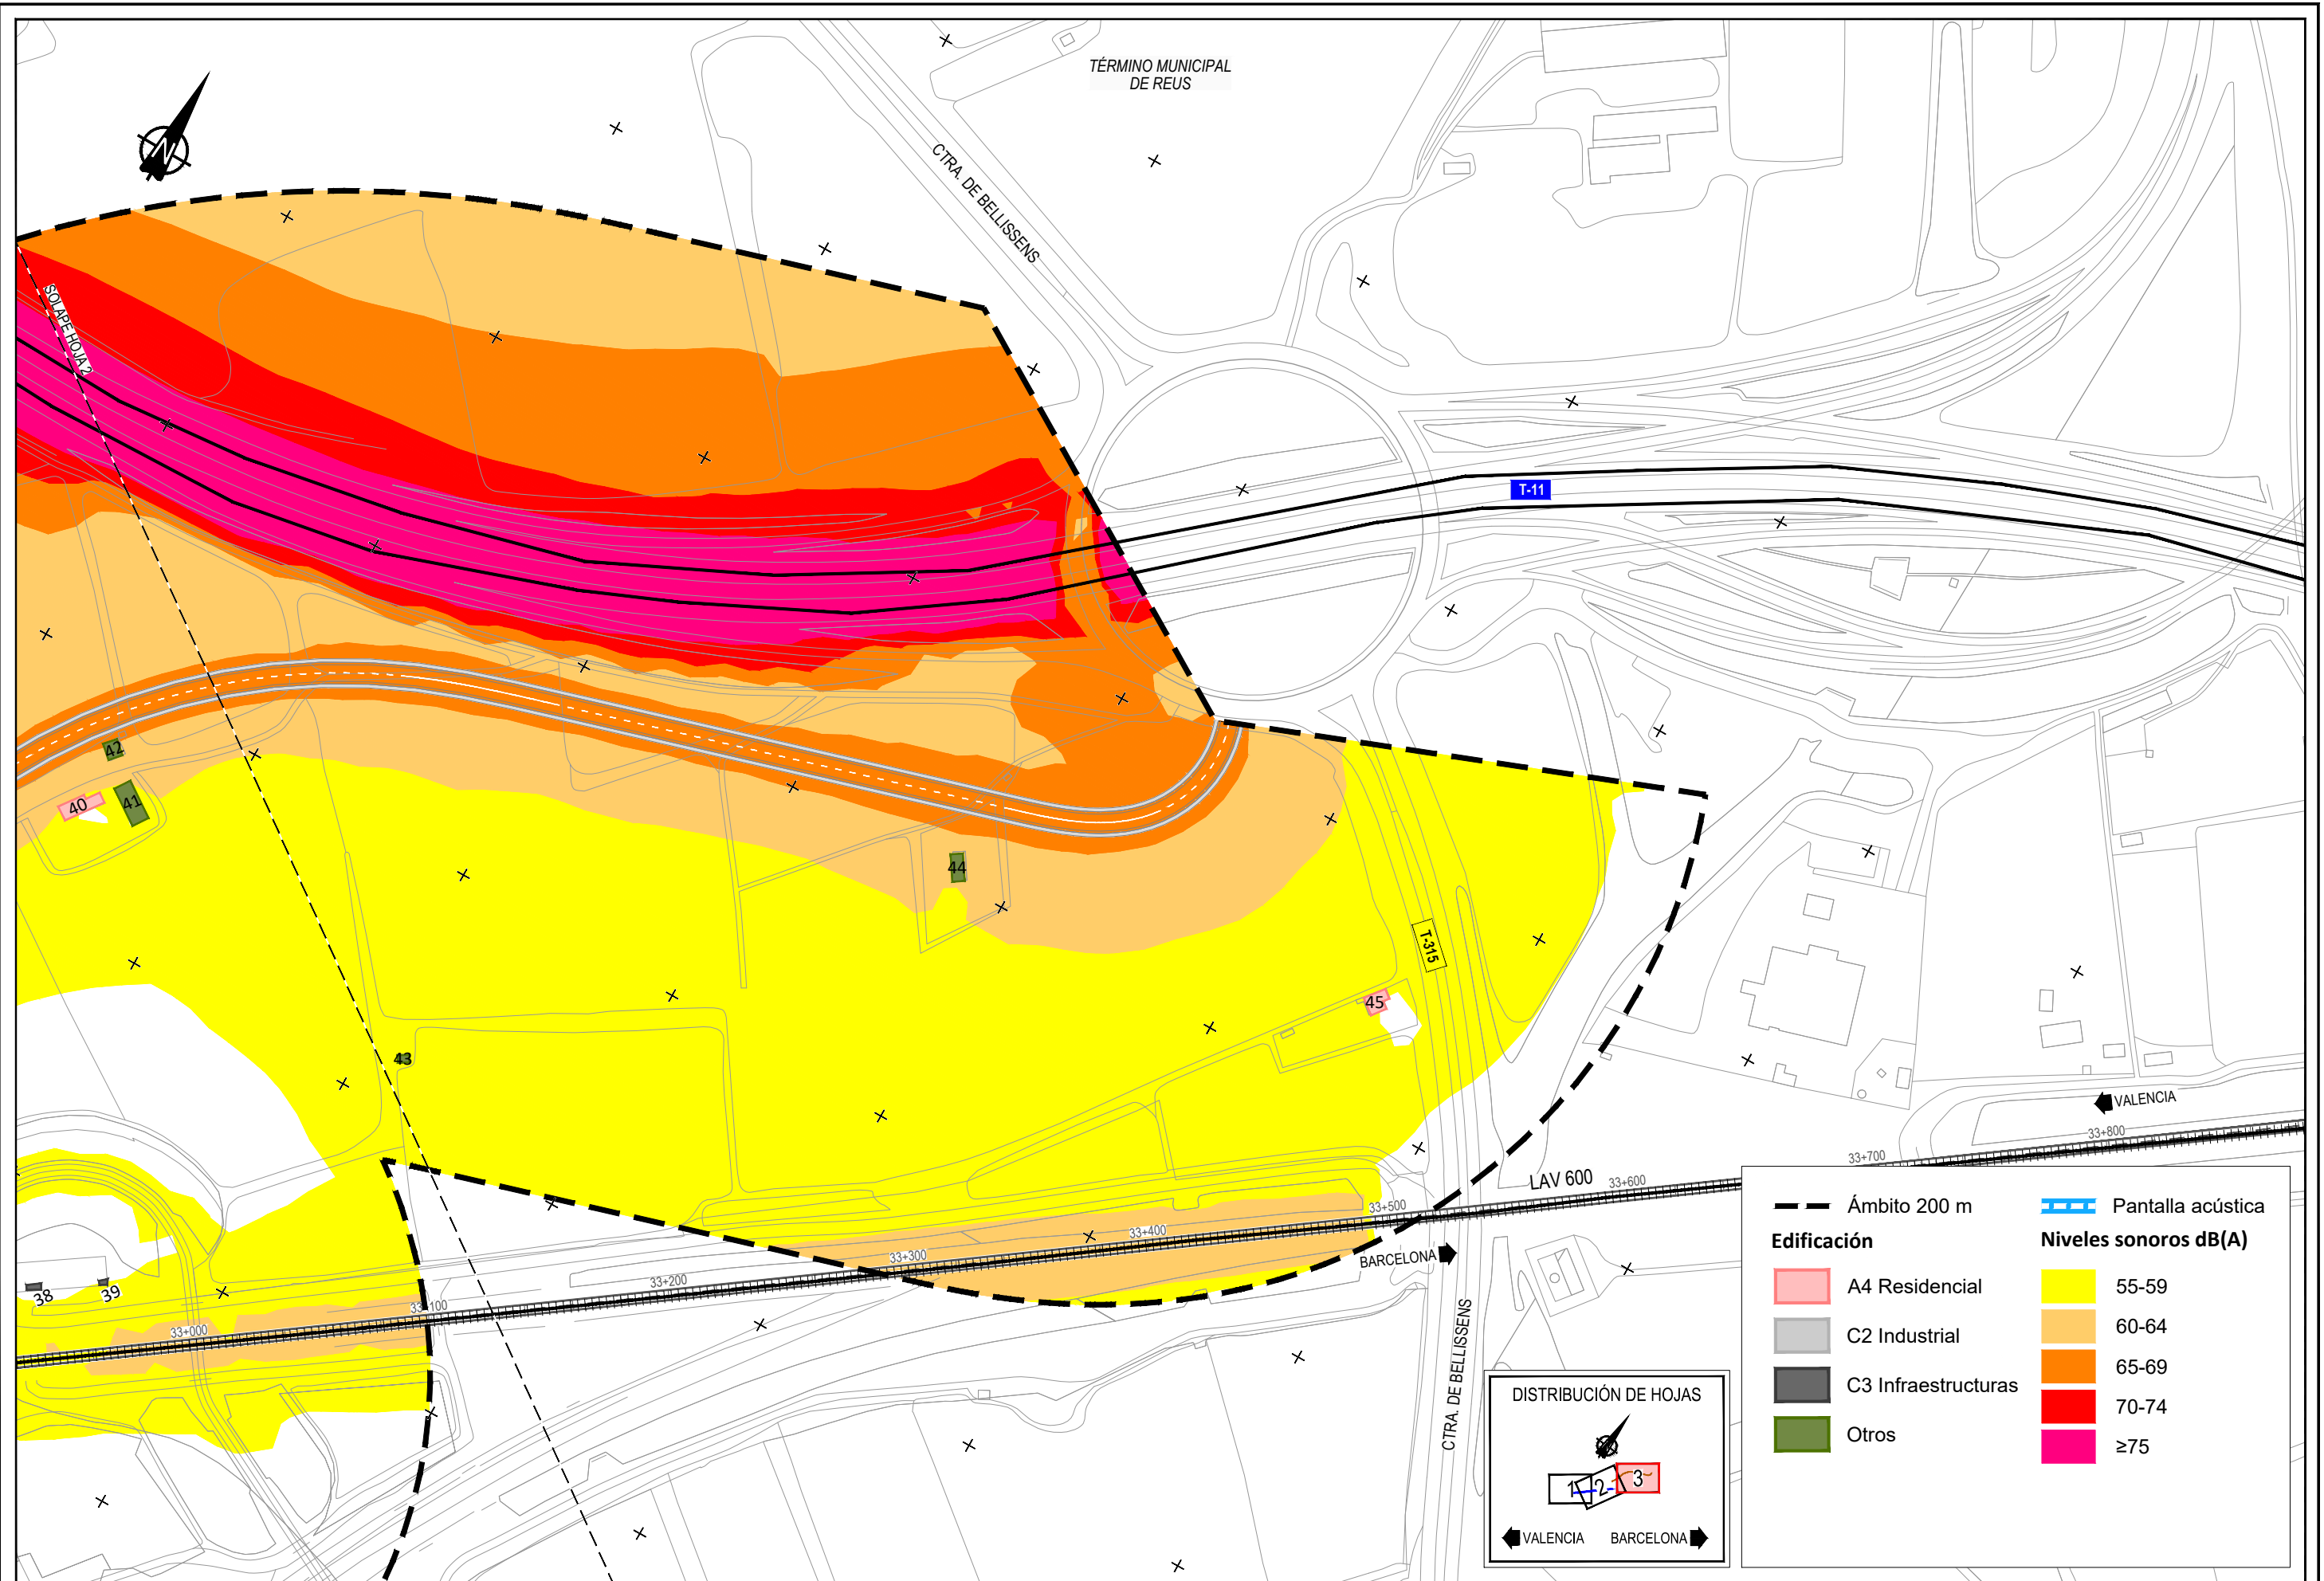 TÉRMINO MUNICIPAL
DE REUS
N
CTRA. DE BELLISSENS
SOLAPE HOJA 2
T-11
42
40
41
44
T-315
45
43
38
39
33+000
33+100
33+200
33+300
33+400
33+500
LAV 600
33+600
33+700
33+800
VALENCIA
BARCELONA
CTRA. DE BELLISSENS
DISTRIBUCIÓN DE HOJAS
1
2
3
VALENCIA BARCELONA
Ámbito 200 m
Pantalla acústica
Edificación
A4 Residencial
C2 Industrial
C3 Infraestructuras
Otros
Niveles sonoros dB(A)
55-59
60-64
65-69
70-74
≥75